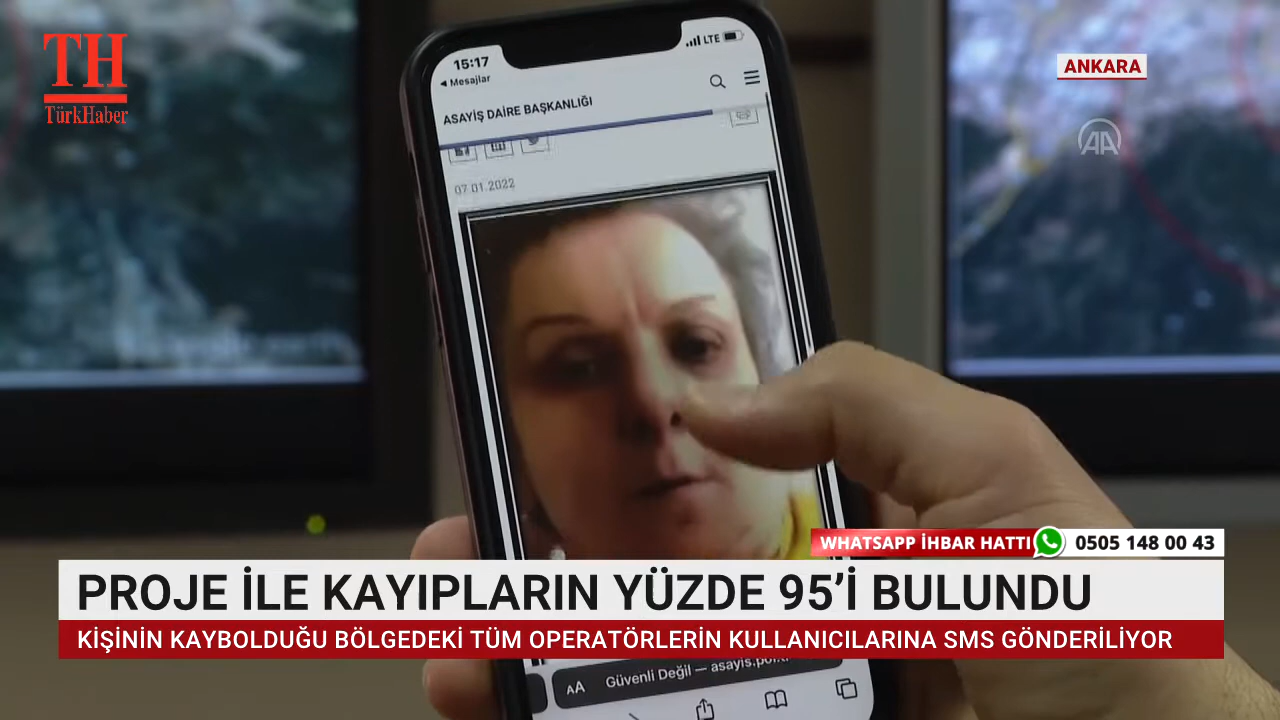 TH
TürkHaber
ANKARA
AA
15:17
LTE
Mesajlar
ASAYİŞ DAİRE BAŞKANLIĞI
07.01.2022
WHATSAPP İHBAR HATTI 0505 148 00 43
PROJE İLE KAYIPLARIN YÜZDE 95’İ BULUNDU
KİŞİNİN KAYBOLDUĞU BÖLGEDEKİ TÜM OPERATÖRLERİN KULLANICILARINA SMS GÖNDERİLİYOR
AA Güvenli Değil — asayis.pol.t